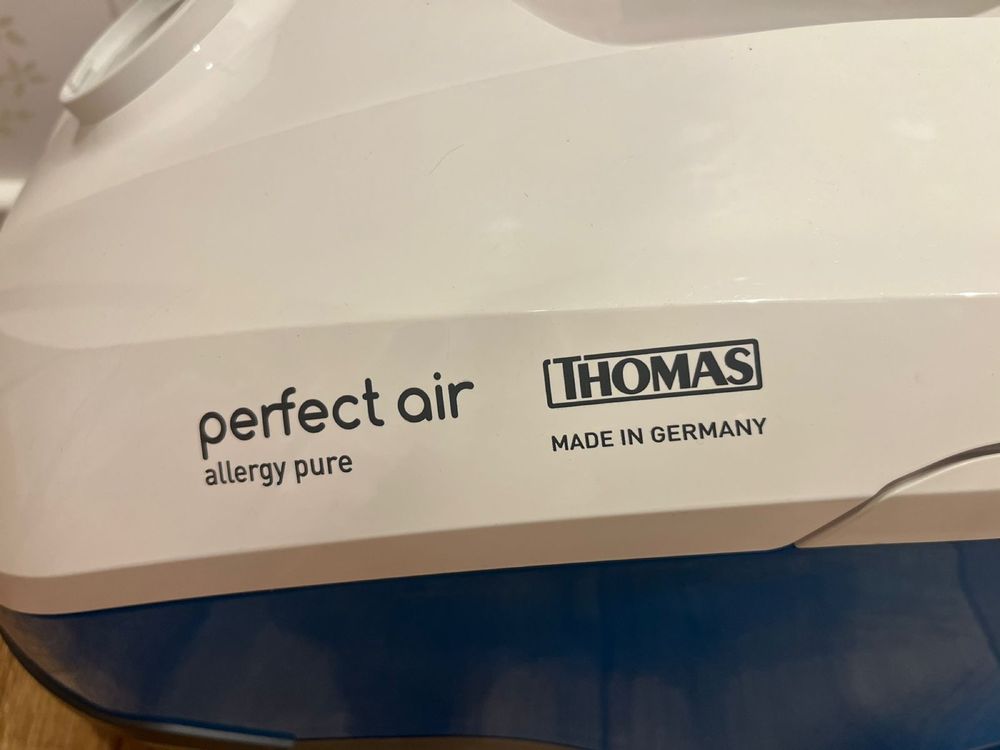 perfect air
allergy pure
THOMAS
MADE IN GERMANY